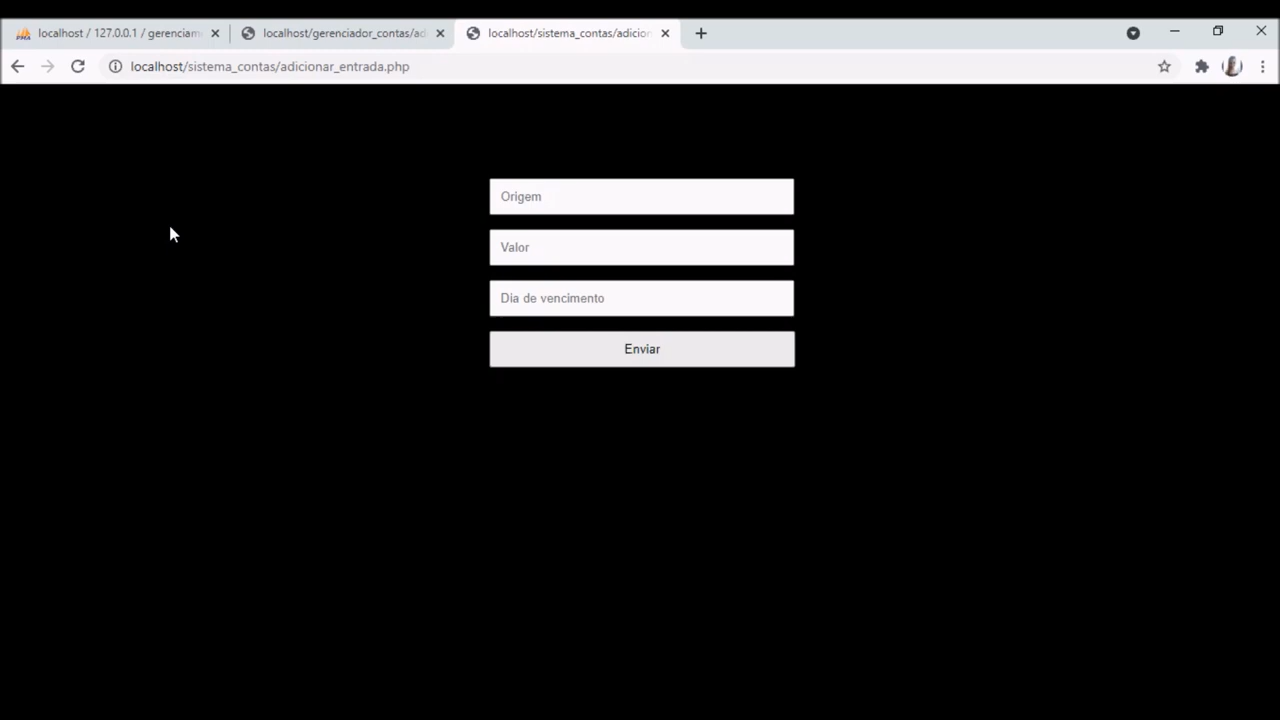 localhost / 127.0.0.1 / gerenciam
localhost/gerenciador_contas/ad
localhost/sistema_contas/adicion
localhost/sistema_contas/adicionar_entrada.php
Origem
Valor
Dia de vencimento
Enviar